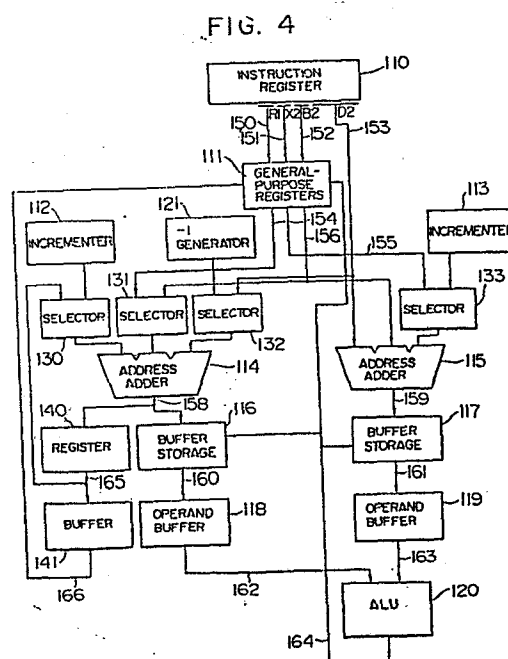 FIG. 4
110
INSTRUCTION
REGISTER
R1 X2 B2 D2
150
151
152
153
111
GENERAL-
PURPOSE
REGISTERS
154
156
155
113
112
121
INCREMENTER
-1
GENERATOR
INCREMENTER
131
SELECTOR
SELECTOR
SELECTOR
SELECTOR
133
130
132
ADDRESS
ADDER
114
ADDRESS
ADDER
115
140
158
116
159
117
REGISTER
BUFFER
STORAGE
BUFFER
STORAGE
165
160
161
118
119
BUFFER
OPERAND
BUFFER
OPERAND
BUFFER
141
163
166
162
ALU
120
164